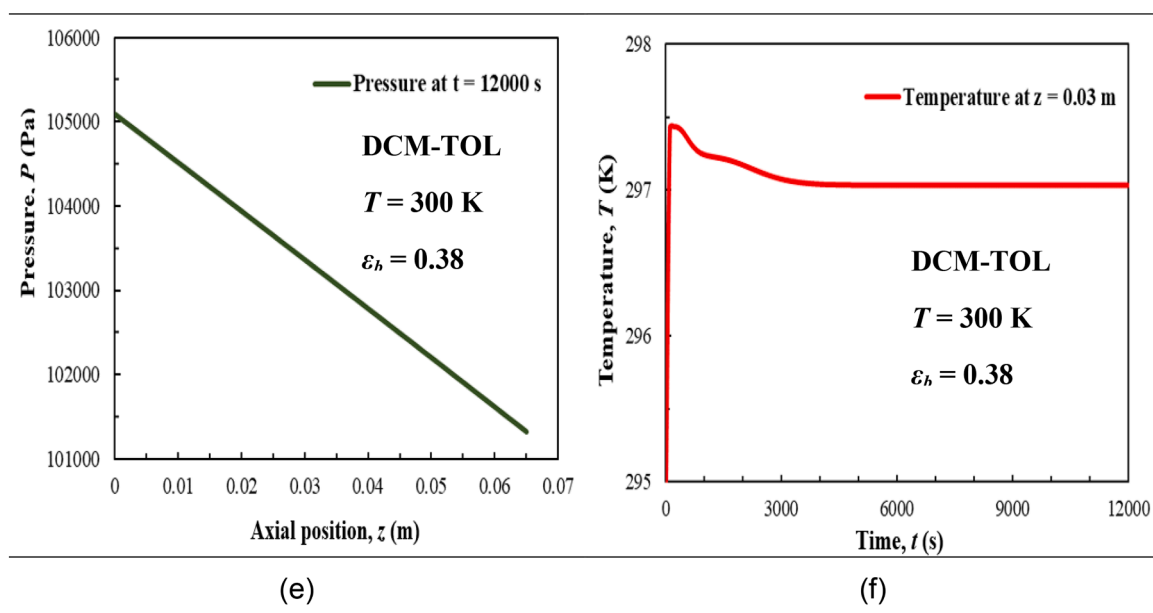 106000
105000
104000
103000
102000
101000
Pressure, P (Pa)
Pressure at t = 12000 s
DCM-TOL
T = 300 K
εb = 0.38
0 0.01 0.02 0.03 0.04 0.05 0.06 0.07
Axial position, z (m)
(e)
298
297
296
295
Temperature, T (K)
Temperature at z = 0.03 m
DCM-TOL
T = 300 K
εb = 0.38
0 3000 6000 9000 12000
Time, t (s)
(f)